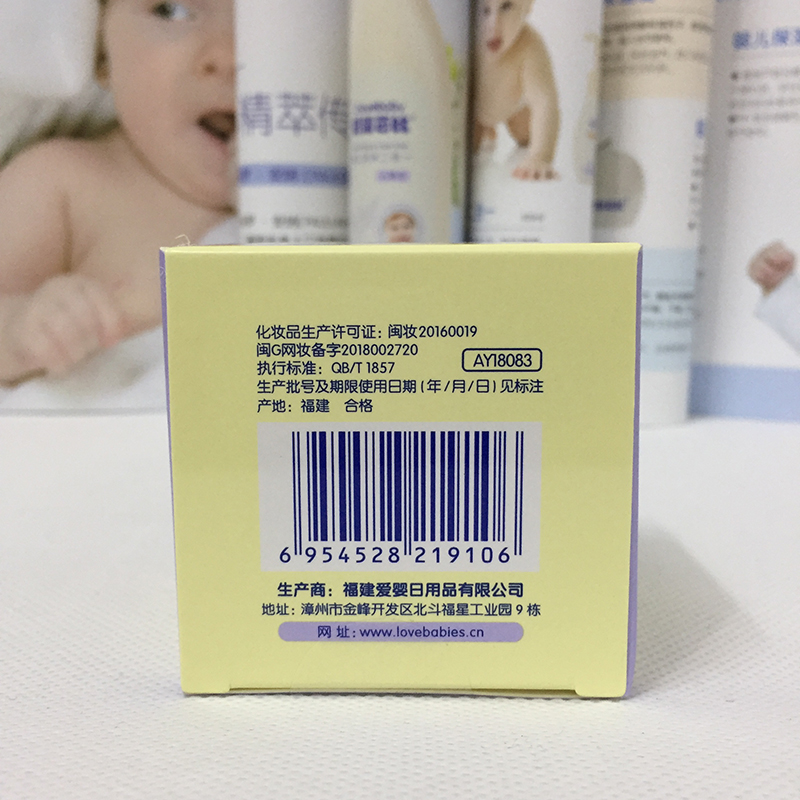 精萃
婴儿保
化妆品生产许可证：闽妆20160019
闽G网妆备字2018002720
执行标准：QB/T 1857
AY18083
生产批号及期限使用日期 (年/月/日) 见标注
产地：福建 合格
6 954528 219106
生产商：福建爱婴日用品有限公司
地址：漳州市金峰开发区北斗福星工业园9栋
网址：www.lovebabies.cn